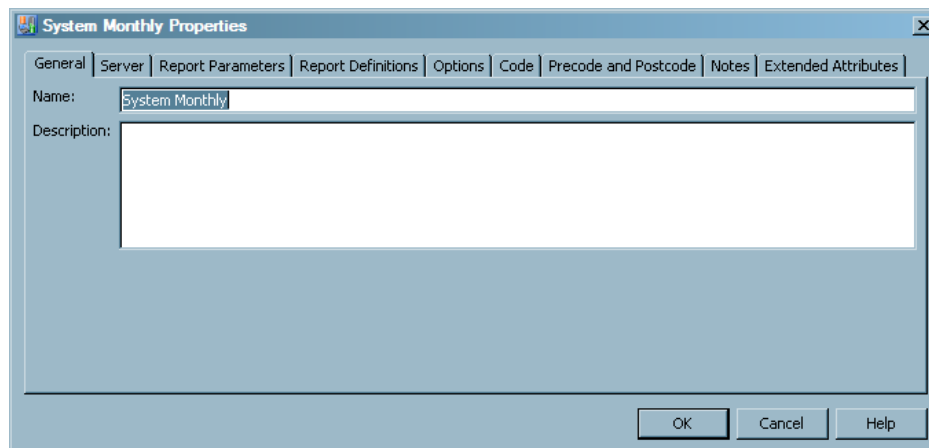 System Monthly Properties
General Server Report Parameters Report Definitions Options Code Precode and Postcode Notes Extended Attributes
Name: System Monthly
Description:
OK Cancel Help